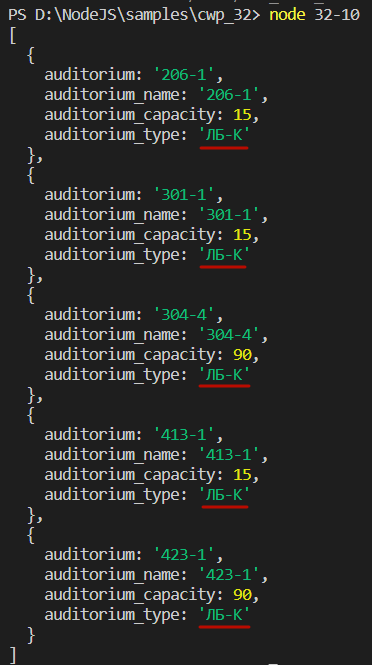 PS D:\NodeJS\samples\cwp_32> node 32-10
[
  {
    auditorium: '206-1',
    auditorium_name: '206-1',
    auditorium_capacity: 15,
    auditorium_type: 'ЛБ-К'
  },
  {
    auditorium: '301-1',
    auditorium_name: '301-1',
    auditorium_capacity: 15,
    auditorium_type: 'ЛБ-К'
  },
  {
    auditorium: '304-4',
    auditorium_name: '304-4',
    auditorium_capacity: 90,
    auditorium_type: 'ЛБ-К'
  },
  {
    auditorium: '413-1',
    auditorium_name: '413-1',
    auditorium_capacity: 15,
    auditorium_type: 'ЛБ-К'
  },
  {
    auditorium: '423-1',
    auditorium_name: '423-1',
    auditorium_capacity: 90,
    auditorium_type: 'ЛБ-К'
  }
]